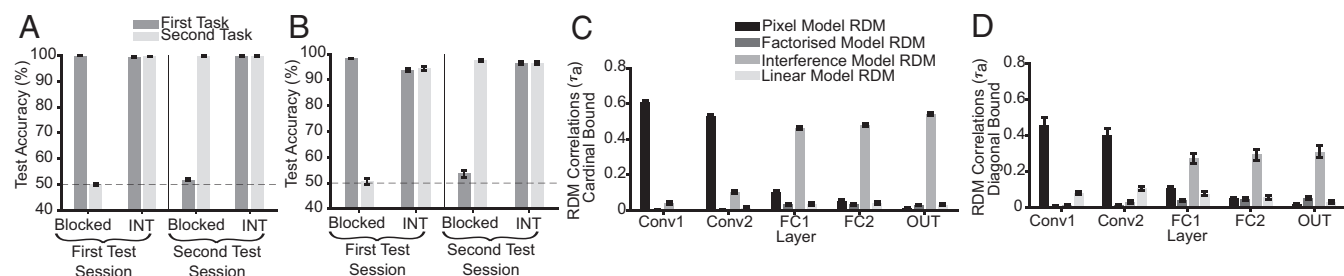 A
First Task
Second Task
Test Accuracy (%)
100
90
80
70
60
50
40
Blocked INT Blocked INT
First Test Session
Second Test Session
B
Test Accuracy (%)
100
90
80
70
60
50
40
Blocked INT Blocked INT
First Test Session
Second Test Session
C
Pixel Model RDM
Factorised Model RDM
Interference Model RDM
Linear Model RDM
RDM Correlations (τa)
Cardinal Bound
0.8
0.6
0.4
0.2
0
Conv1 Conv2 FC1 FC2 OUT
Layer
D
RDM Correlations (τa)
Diagonal Bound
0.8
0.6
0.4
0.2
0
Conv1 Conv2 FC1 FC2 OUT
Layer